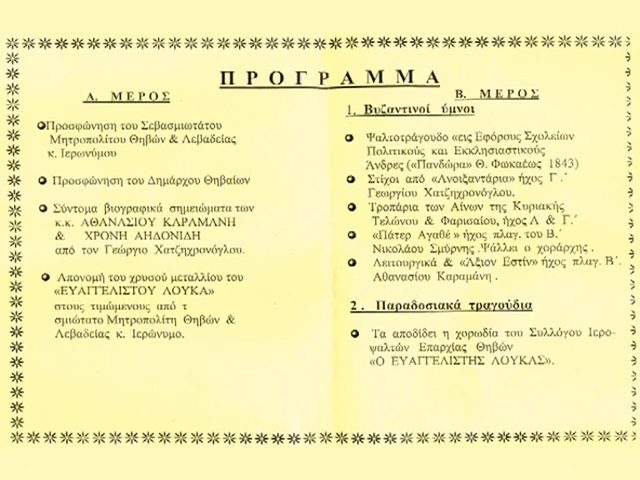 ΠΡΟΓΡΑΜΜΑ
Α. ΜΕΡΟΣ
Προσφώνηση του Σεβασμιωτάτου
Μητροπολίτου Θηβών & Λεβαδείας
κ. Ιερωνύμου
Προσφώνηση του Δημάρχου Θηβαίων
Σύντομα βιογραφικά σημειώματα των
κ.κ. ΑΘΑΝΑΣΙΟΥ ΚΑΡΑΜΑΝΗ
& ΧΡΟΝΗ ΑΗΔΟΝΙΔΗ
από τον Γεώργιο Χατζηχρονόγλου.
Απονομή του χρυσού μεταλλίου του
«ΕΥΑΓΓΕΛΙΣΤΟΥ ΛΟΥΚΑ»
στους τιμώμενους από τ
σμιώτατο Μητροπολίτη Θηβών &
Λεβαδείας κ. Ιερώνυμο.
Β. ΜΕΡΟΣ
1. Βυζαντινοί ύμνοι
Ψαλτοτράγουδο «εις Εφόρους Σχολείων
Πολιτικούς και Εκκλησιαστικούς
Άνδρες («Πανδώρα» Θ. Φωκαέως 1843)
Στίχοι από «Ανοιξαντάρια» ήχος Γ΄
Γεωργίου Χατζηχρονόγλου.
Τροπάρια των Αίνων της Κυριακής
Τελώνου & Φαρισαίου, ήχος Α & Γ΄
«Πάτερ Αγαθέ» ήχος πλαγ. του Β΄
Νικολάου Σμύρνης. Ψάλλει ο χοράρχης.
Λειτουργικά & «Άξιον Εστίν» ήχος πλαγ. Β΄
Αθανασίου Καραμάνη.
2. Παραδοσιακά τραγούδια
Τα αποδίδει η χορωδία του Συλλόγου Ιερο-
ψαλτών Επαρχίας Θηβών
«Ο ΕΥΑΓΓΕΛΙΣΤΗΣ ΛΟΥΚΑΣ».